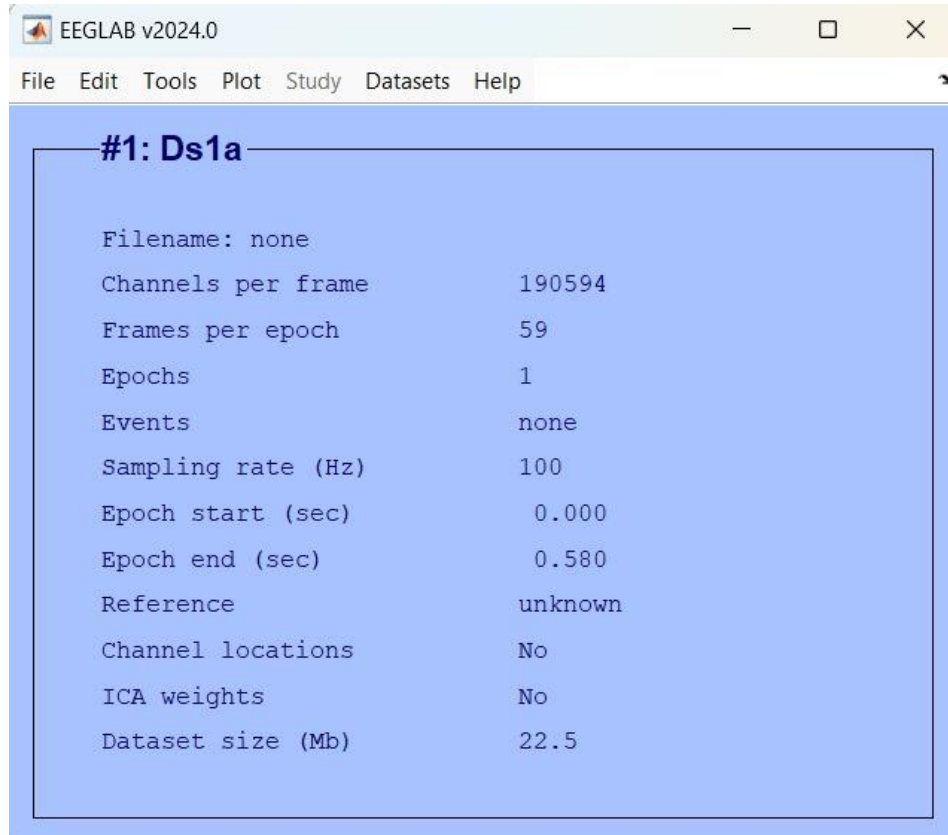 EEGLAB v2024.0
File Edit Tools Plot Study Datasets Help
#1: Ds1a
Filename: none
Channels per frame 190594
Frames per epoch 59
Epochs 1
Events none
Sampling rate (Hz) 100
Epoch start (sec) 0.000
Epoch end (sec) 0.580
Reference unknown
Channel locations No
ICA weights No
Dataset size (Mb) 22.5